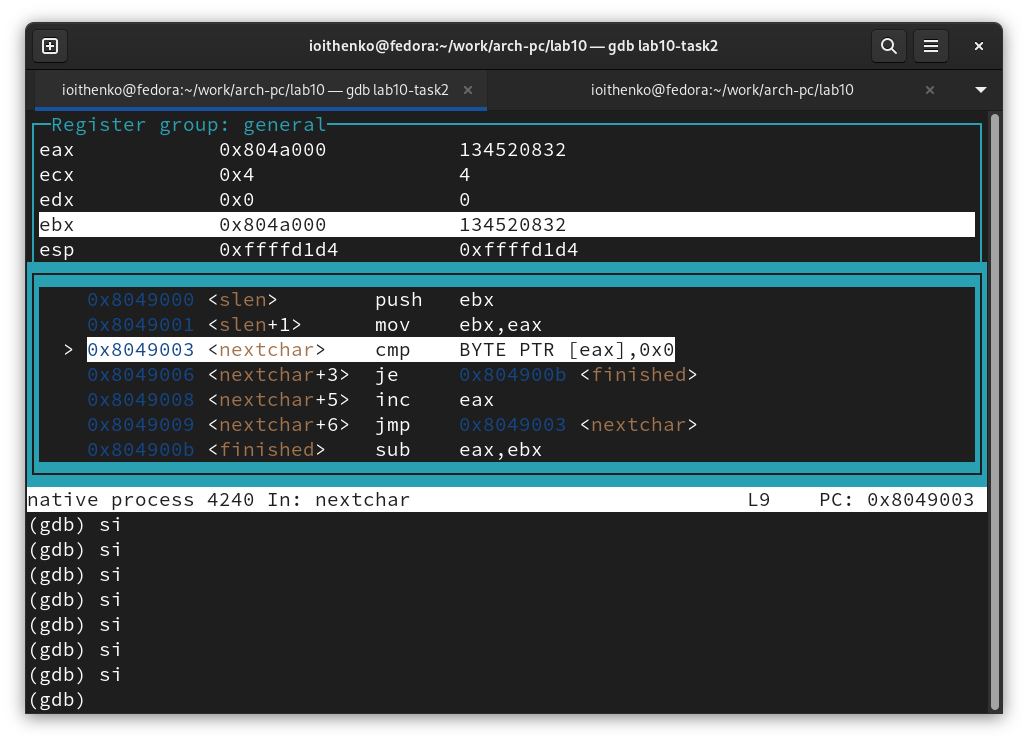 ioithenko@fedora:~/work/arch-pc/lab10 — gdb lab10-task2
ioithenko@fedora:~/work/arch-pc/lab10 — gdb lab10-task2 × ioithenko@fedora:~/work/arch-pc/lab10 ×
Register group: general
eax 0x804a000 134520832
ecx 0x4 4
edx 0x0 0
ebx 0x804a000 134520832
esp 0xffffd1d4 0xffffd1d4
0x8049000 <slen> push ebx
0x8049001 <slen+1> mov ebx,eax
> 0x8049003 <nextchar> cmp BYTE PTR [eax],0x0
0x8049006 <nextchar+3> je 0x804900b <finished>
0x8049008 <nextchar+5> inc eax
0x8049009 <nextchar+6> jmp 0x8049003 <nextchar>
0x804900b <finished> sub eax,ebx
native process 4240 In: nextchar L9 PC: 0x8049003
(gdb) si
(gdb) si
(gdb) si
(gdb) si
(gdb) si
(gdb) si
(gdb) si
(gdb)